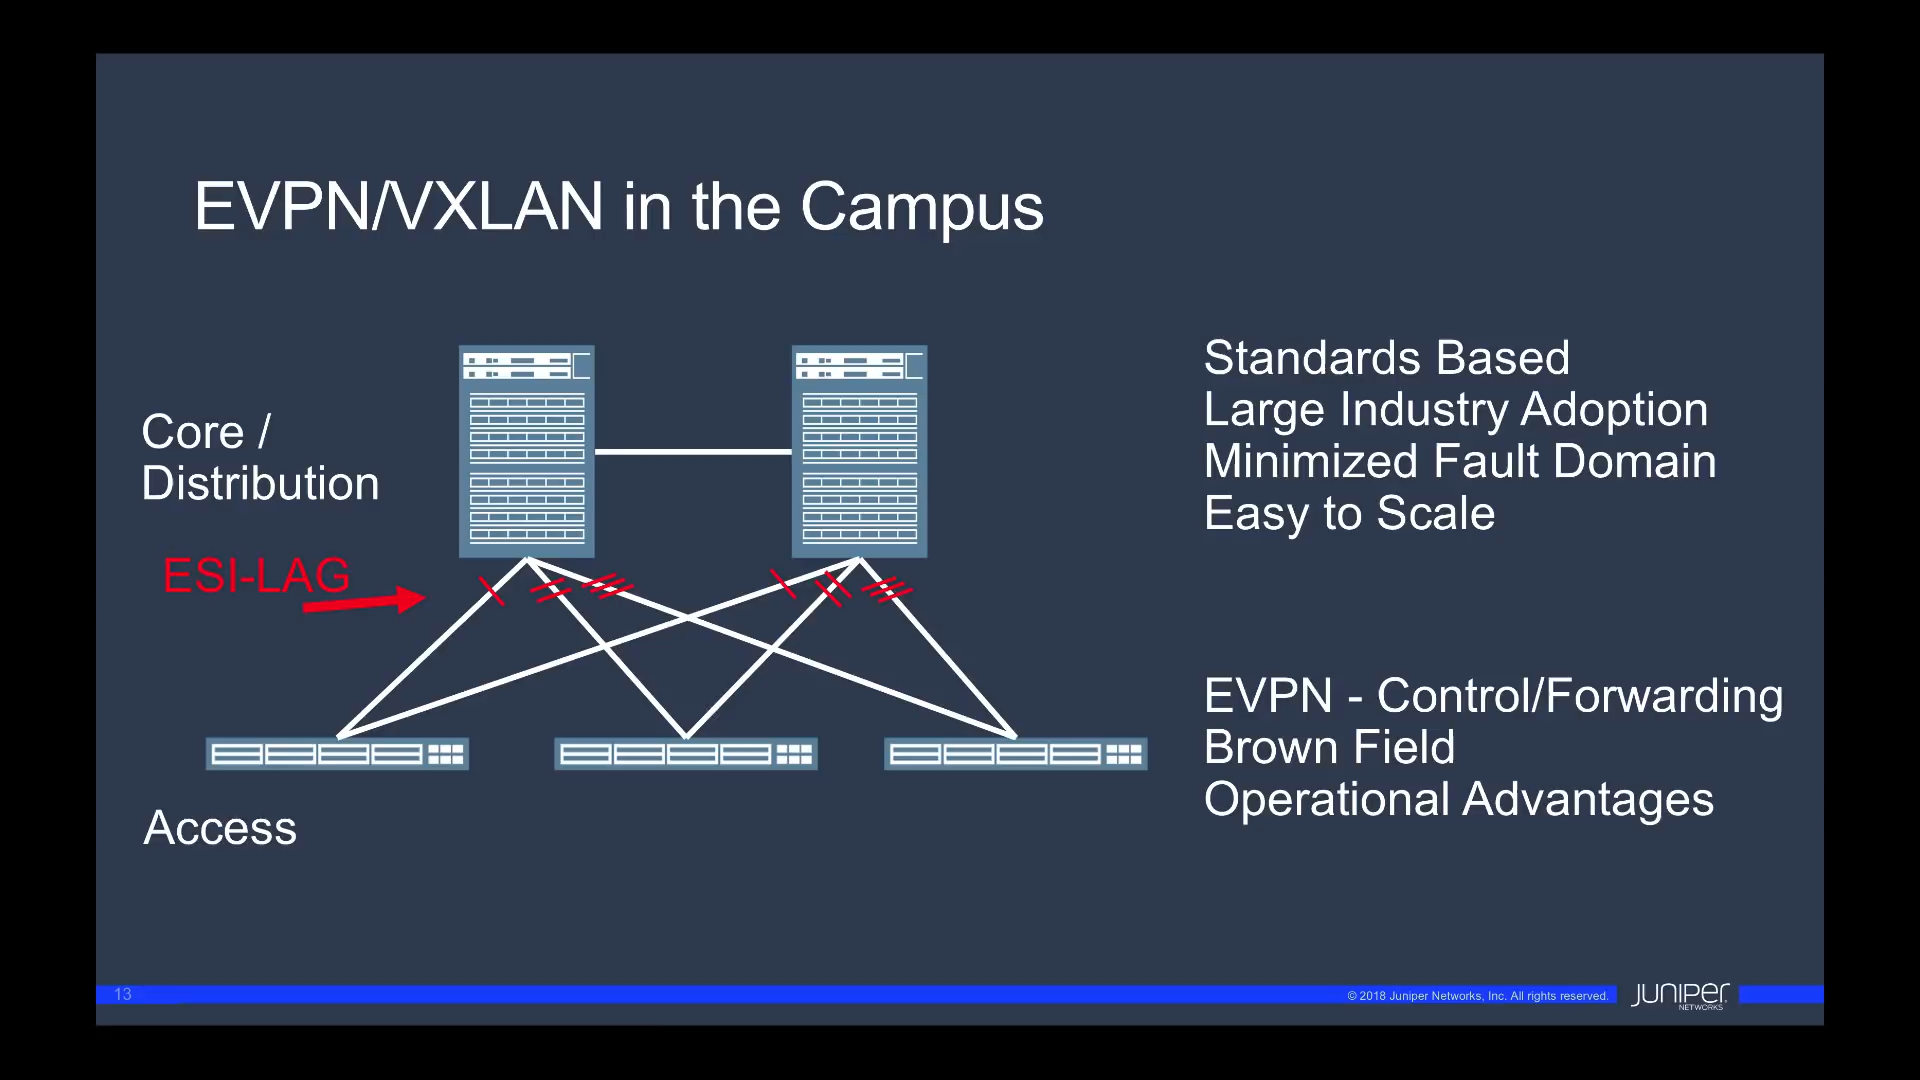 EVPN/VXLAN in the Campus
Core /
Distribution
ESI-LAG
Access
Standards Based
Large Industry Adoption
Minimized Fault Domain
Easy to Scale
EVPN - Control/Forwarding
Brown Field
Operational Advantages
13
© 2018 Juniper Networks, Inc. All rights reserved.
JUNIPER
NETWORKS